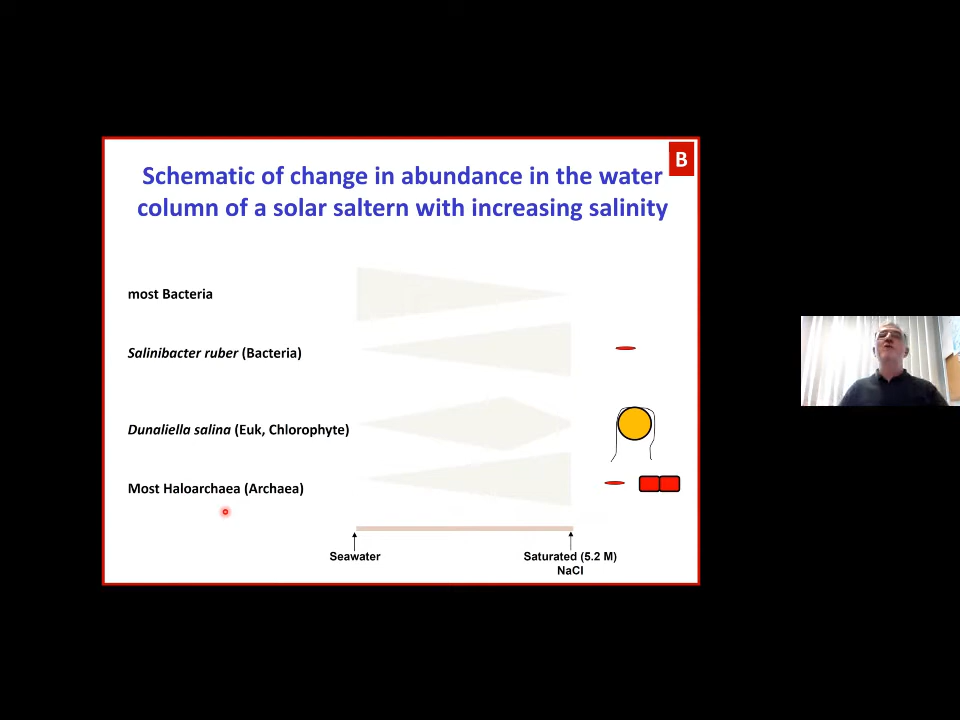 B
Schematic of change in abundance in the water
column of a solar saltern with increasing salinity
most Bacteria
Salinibacter ruber (Bacteria)
Dunaliella salina (Euk, Chlorophyte)
Most Haloarchaea (Archaea)
Seawater
Saturated (5.2 M)
NaCl